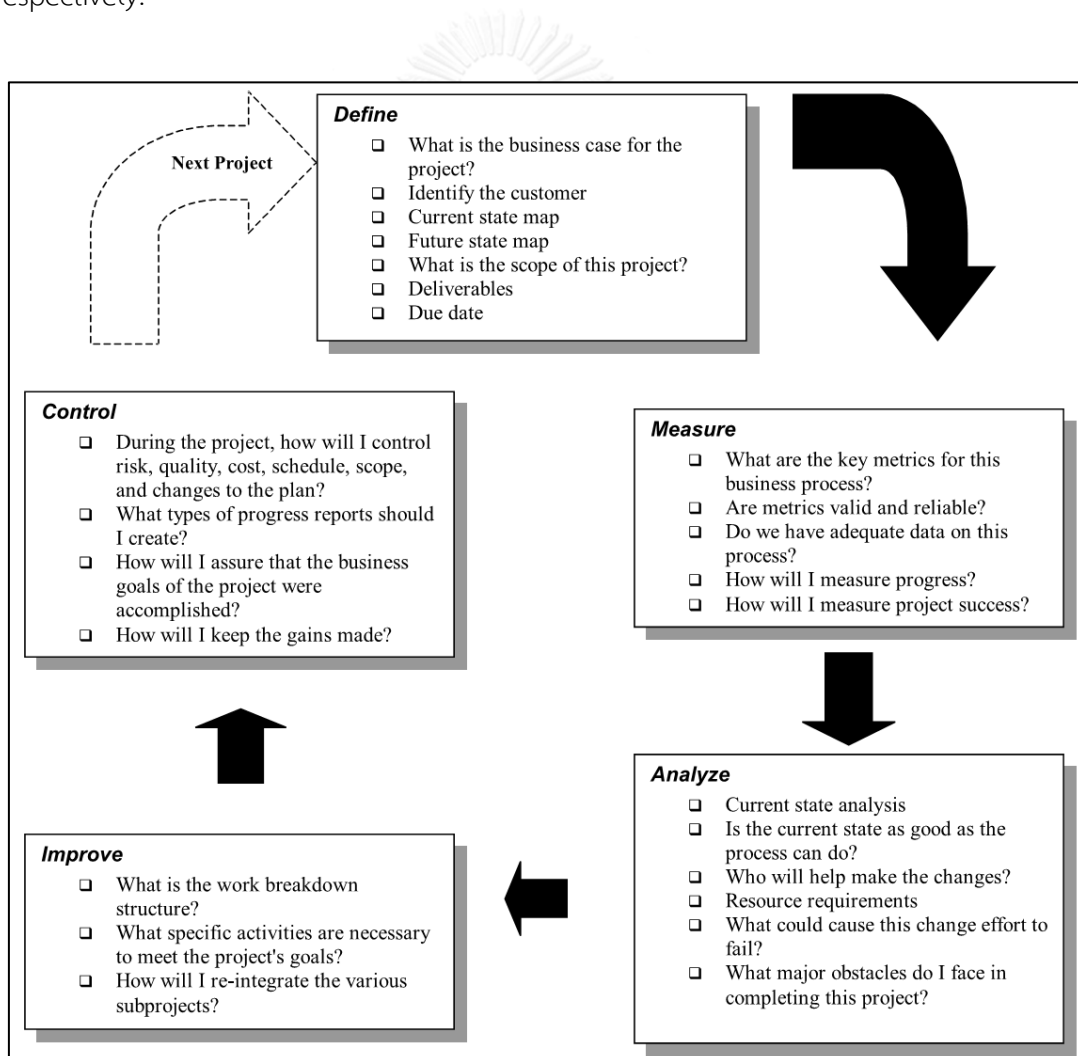 espectively.
Next Project
Define
❑ What is the business case for the
project?
❑ Identify the customer
❑ Current state map
❑ Future state map
❑ What is the scope of this project?
❑ Deliverables
❑ Due date
Measure
❑ What are the key metrics for this
business process?
❑ Are metrics valid and reliable?
❑ Do we have adequate data on this
process?
❑ How will I measure progress?
❑ How will I measure project success?
Analyze
❑ Current state analysis
❑ Is the current state as good as the
process can do?
❑ Who will help make the changes?
❑ Resource requirements
❑ What could cause this change effort to
fail?
❑ What major obstacles do I face in
completing this project?
Improve
❑ What is the work breakdown
structure?
❑ What specific activities are necessary
to meet the project's goals?
❑ How will I re-integrate the various
subprojects?
Control
❑ During the project, how will I control
risk, quality, cost, schedule, scope,
and changes to the plan?
❑ What types of progress reports should
I create?
❑ How will I assure that the business
goals of the project were
accomplished?
❑ How will I keep the gains made?